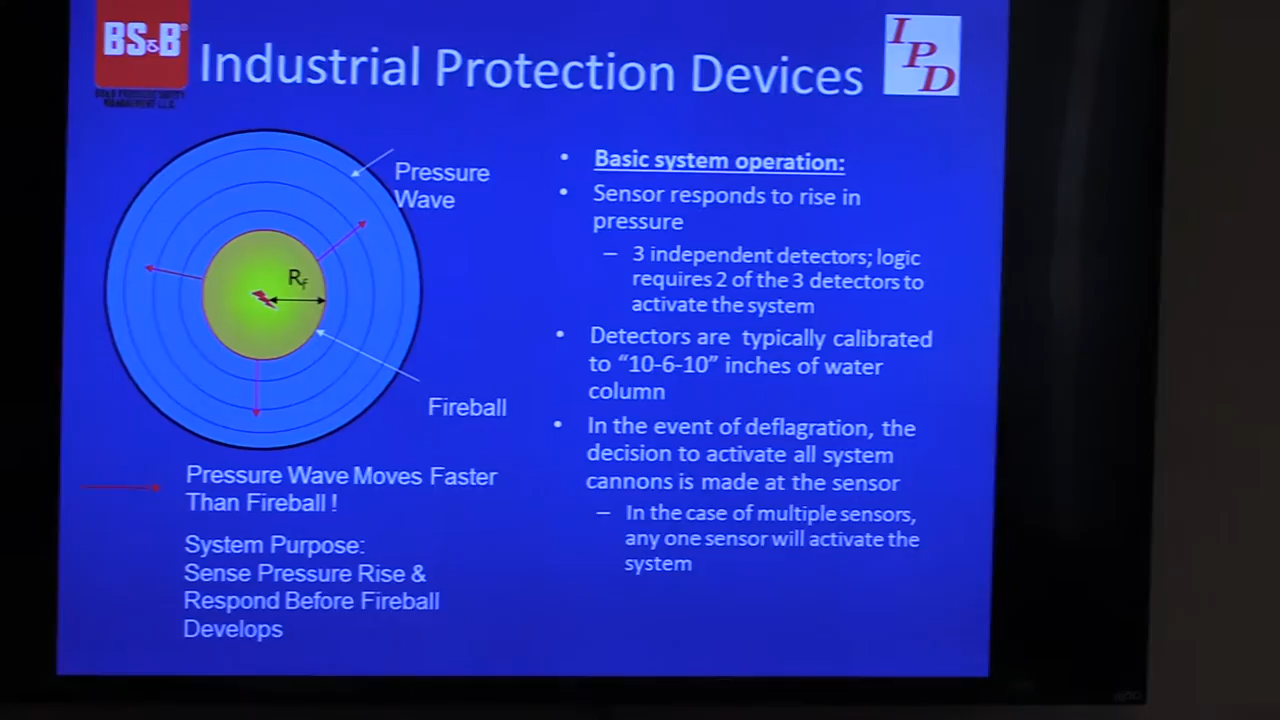 BS&B®
Industrial Protection Devices
I
P
D
Pressure
Wave
R_f
Fireball
Pressure Wave Moves Faster
Than Fireball !
System Purpose:
Sense Pressure Rise &
Respond Before Fireball
Develops
• Basic system operation:
• Sensor responds to rise in
pressure
– 3 independent detectors; logic
requires 2 of the 3 detectors to
activate the system
• Detectors are typically calibrated
to “10-6-10” inches of water
column
• In the event of deflagration, the
decision to activate all system
cannons is made at the sensor
– In the case of multiple sensors,
any one sensor will activate the
system